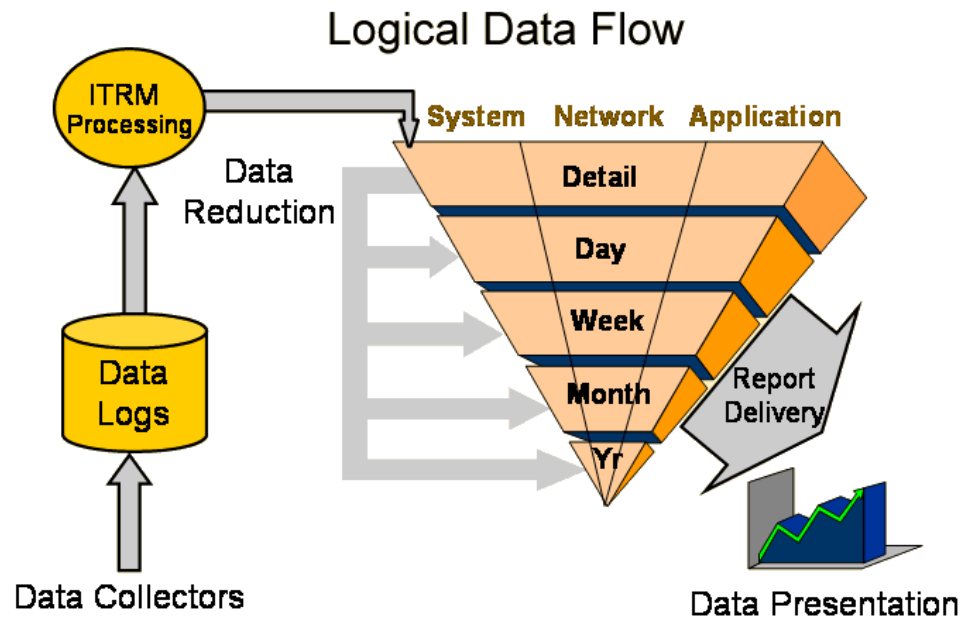 Logical Data Flow
ITRM
Processing
System Network Application
Data
Reduction
Detail
Day
Week
Month
Yr
Data
Logs
Report
Delivery
Data Collectors
Data Presentation